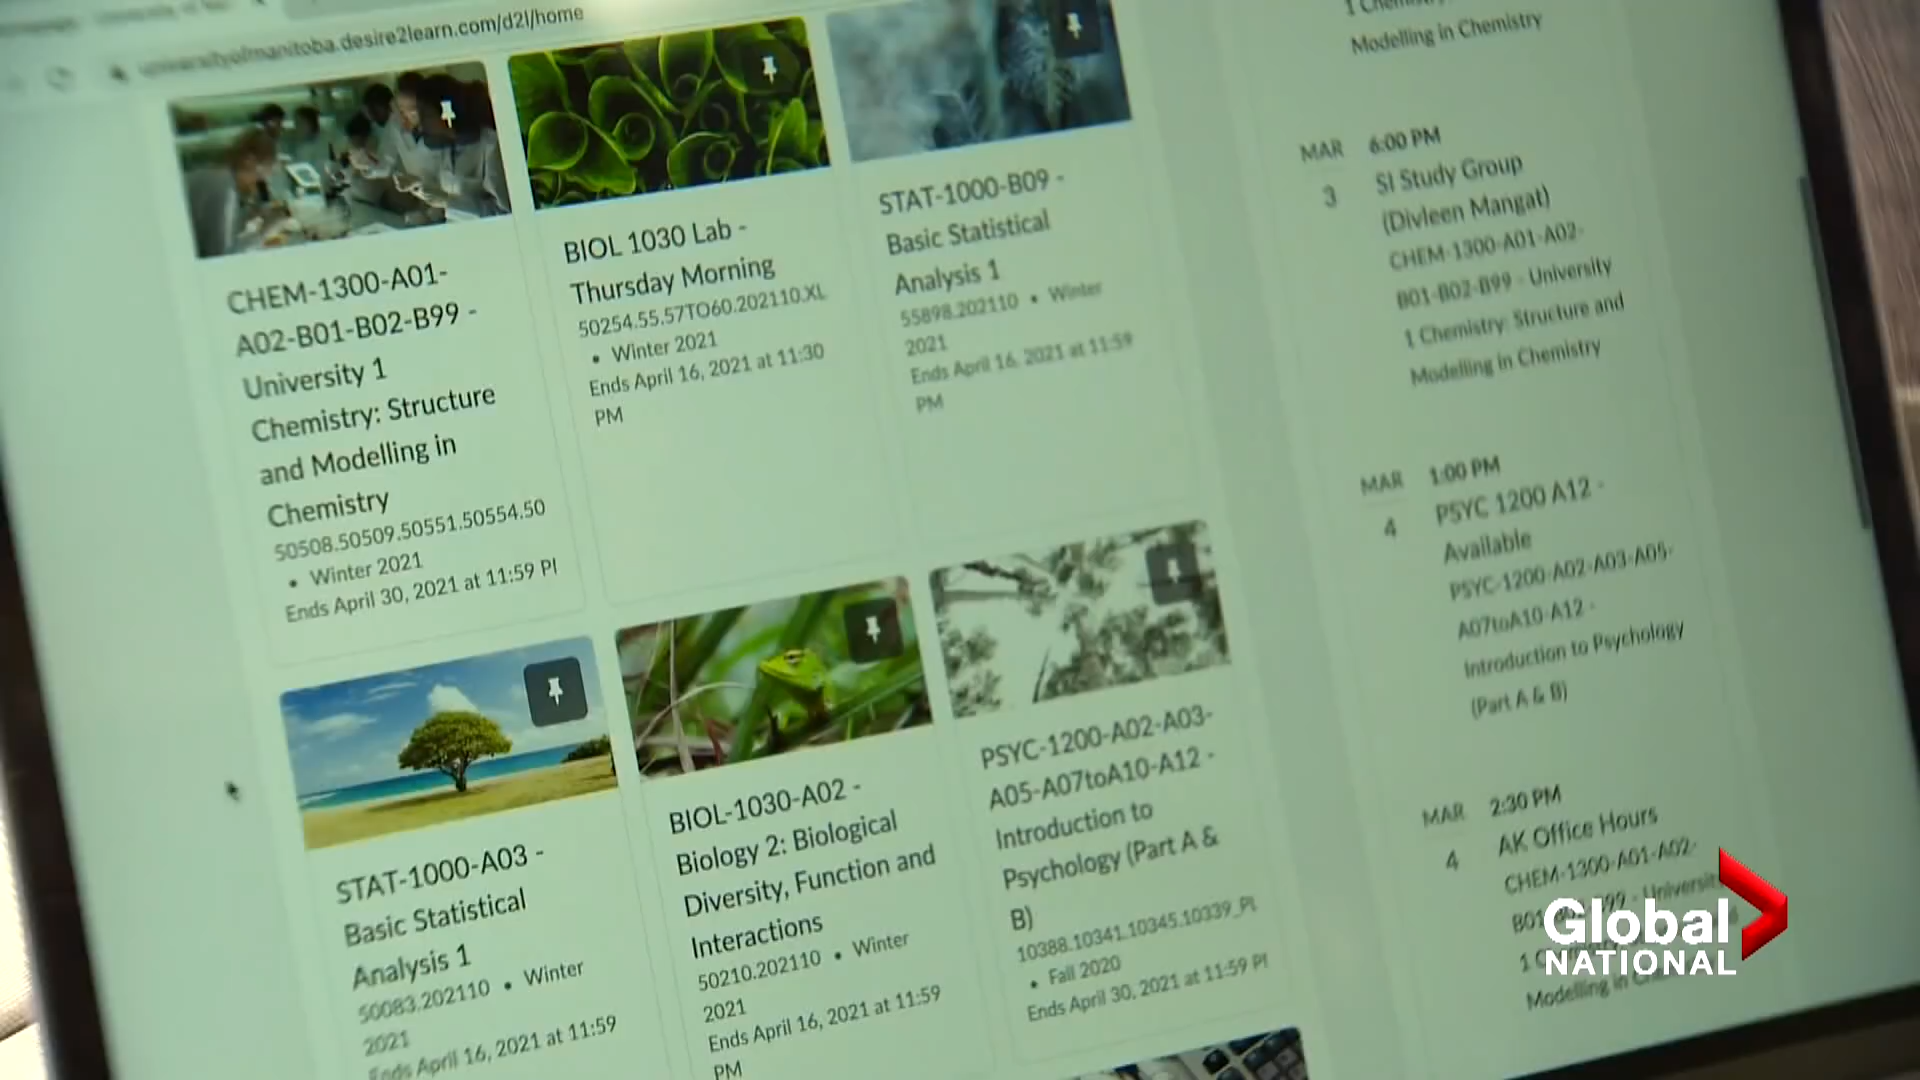 universityofmanitoba.desire2learn.com/d2l/home
CHEM-1300-A01-
A02-B01-B02-B99 -
University 1
Chemistry: Structure
and Modelling in
Chemistry
50508.50509.50551.50554.50
• Winter 2021
Ends April 30, 2021 at 11:59 P
BIOL 1030 Lab -
Thursday Morning
50254.55.57TO60.202110.XL
• Winter 2021
Ends April 16, 2021 at 11:30
PM
STAT-1000-B09 -
Basic Statistical
Analysis 1
55898.202110 • Winter
2021
Ends April 16, 2021 at 11:59
PM
STAT-1000-A03 -
Basic Statistical
Analysis 1
50083.202110 • Winter
2021
Ends April 16, 2021 at 11:59
BIOL-1030-A02 -
Biology 2: Biological
Diversity, Function and
Interactions
50210.202110 • Winter
2021
Ends April 16, 2021 at 11:59
PM
PSYC-1200-A02-A03-
A05-A07toA10-A12 -
Introduction to
Psychology (Part A &
B)
10388.10341.10345.10339_Pl
• Fall 2020
Ends April 30, 2021 at 11:59 P
Modelling in Chemistry
MAR
3
6:00 PM
SI Study Group
(Divleen Mangat)
CHEM-1300-A01-A02-
B01-B02-B99 - University
1 Chemistry: Structure and
Modelling in Chemistry
MAR
4
1:00 PM
PSYC 1200 A12 -
Available
PSYC-1200-A02-A03-A05-
A07toA10-A12 -
Introduction to Psychology
(Part A & B)
MAR
4
2:30 PM
AK Office Hours
CHEM-1300-A01-A02-
Modelling in
Global
NATIONAL